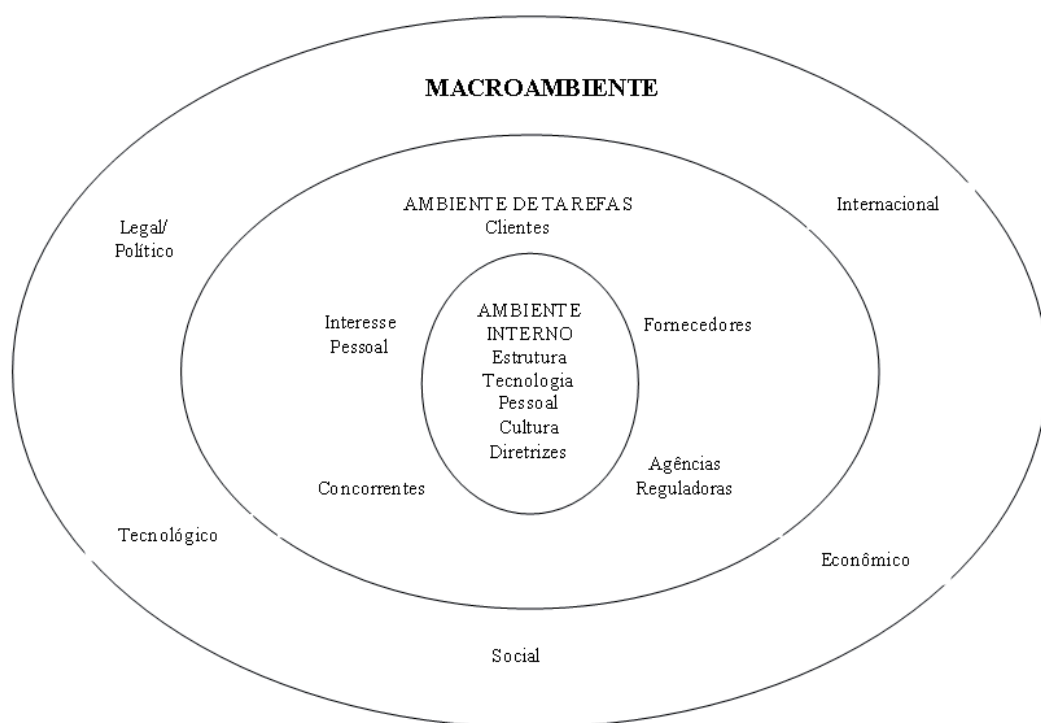 MACROAMBIENTE
Internacional
Legal/
Político
AMBIENTE DE TAREFAS
Clientes
Interesse
Pessoal
AMBIENTE
INTERNO
Estrutura
Tecnologia
Pessoal
Cultura
Diretrizes
Fornecedores
Concorrentes
Agências
Reguladoras
Tecnológico
Econômico
Social